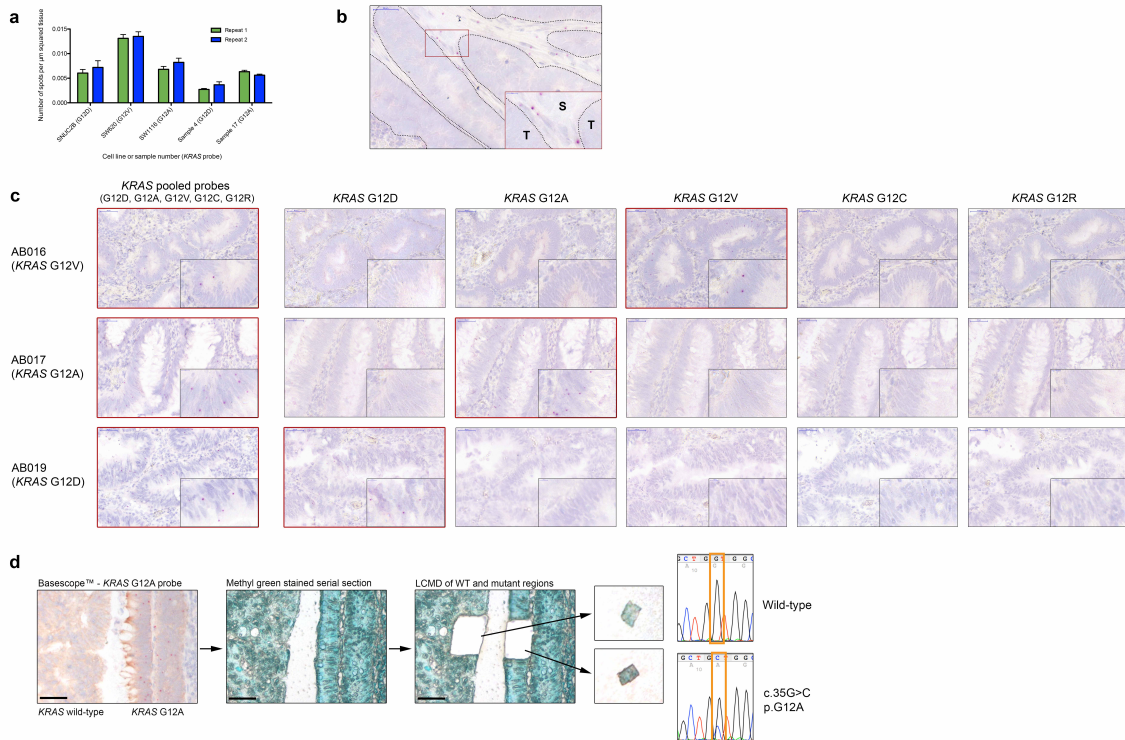 a
Number of spots per µm squared tissue
0.015
0.010
0.005
0.000
Repeat 1
Repeat 2
SNUC2B (G12D)
SW620 (G12V)
SW1116 (G12A)
Sample 4 (G12D)
Sample 17 (G12A)
Cell line or sample number (KRAS probe)
b
S
T
T
c
KRAS pooled probes
(G12D, G12A, G12V, G12C, G12R)
KRAS G12D
KRAS G12A
KRAS G12V
KRAS G12C
KRAS G12R
AB016
(KRAS G12V)
AB017
(KRAS G12A)
AB019
(KRAS G12D)
d
Basescope™ - KRAS G12A probe
Methyl green stained serial section
LCMD of WT and mutant regions
KRAS wild-type
KRAS G12A
G C T G G T G G G
Wild-type
G C T G C T G G G
c.35G>C
p.G12A